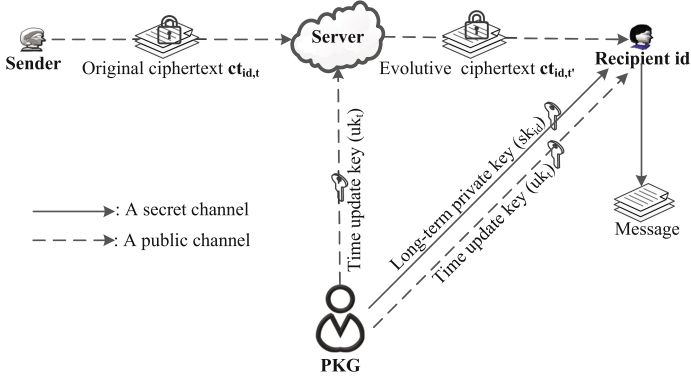 Sender
Original ciphertext ct_id,t
Server
Evolutive ciphertext ct_id,t'
Recipient id
Time update key (uk_t)
Long-term private key (sk_id)
Time update key (uk_t)
: A secret channel
: A public channel
Message
PKG